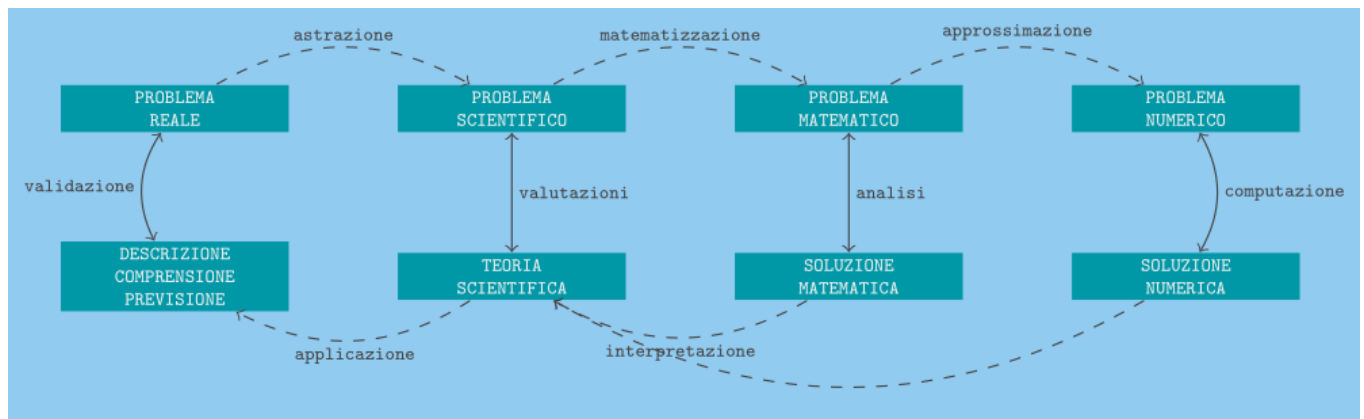 astrazione
matematizzazione
approssimazione
PROBLEMA
REALE
PROBLEMA
SCIENTIFICO
PROBLEMA
MATEMATICO
PROBLEMA
NUMERICO
validazione
valutazioni
analisi
computazione
DESCRIZIONE
COMPRENSIONE
PREVISIONE
TEORIA
SCIENTIFICA
SOLUZIONE
MATEMATICA
SOLUZIONE
NUMERICA
applicazione
interpretazione